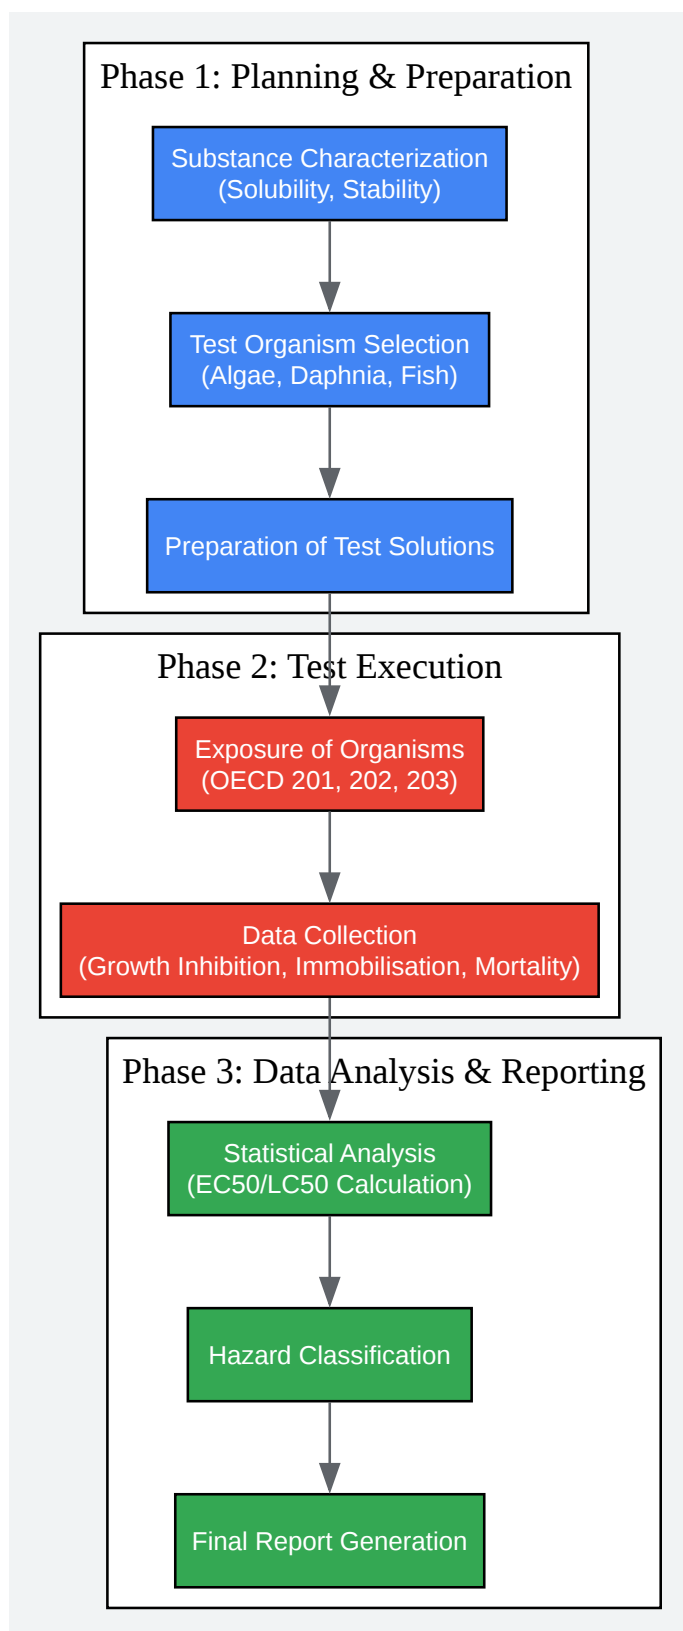 Phase 1: Planning & Preparation
Substance Characterization
(Solubility, Stability)
Test Organism Selection
(Algae, Daphnia, Fish)
Preparation of Test Solutions
Phase 2: Test Execution
Exposure of Organisms
(OECD 201, 202, 203)
Data Collection
(Growth Inhibition, Immobilisation, Mortality)
Phase 3: Data Analysis & Reporting
Statistical Analysis
(EC50/LC50 Calculation)
Hazard Classification
Final Report Generation